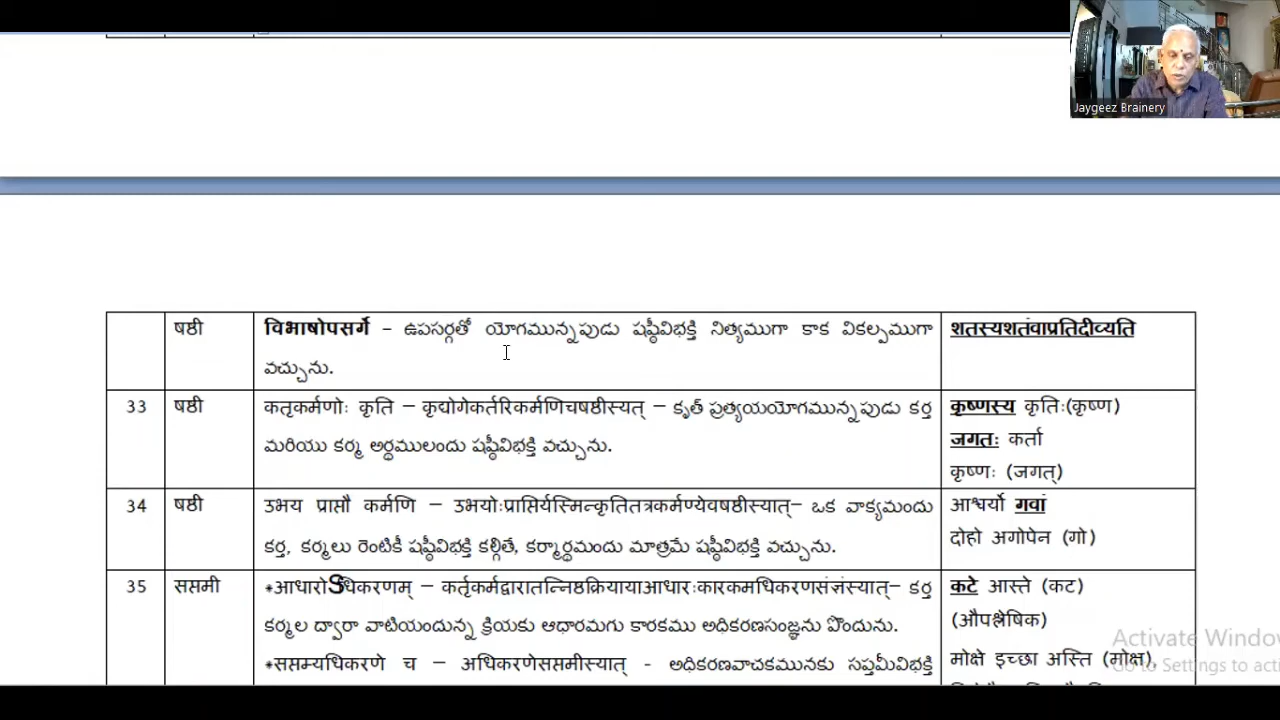 Jaygeez Brainery
षष्ठी
विभाषोपसर्गे – ఉపసర్గతో యోగమున్నపుడు షష్ఠీవిభక్తి నిత్యముగా కాక వికల్పముగా
వచ్చును.
शतस्यशतंवाप्रतिदीव्यति
33
षष्ठी
कतृकर्मणोः कृति – कृद्योगेकर्तरिकर्मणिचषष्ठीस्यत् – కృత్ ప్రత్యయయోగమున్నపుడు కర్త
మరియు కర్మ అర్థములందు షష్ఠీవిభక్తి వచ్చును.
कृष्णस्य कृतिः(कृष्ण)
जगतः कर्ता
कृष्णः (जगत्)
34
षष्ठी
उभय प्राप्तौ कर्मणि – उभयोःप्राप्तिर्यस्मिन्कृतितत्रकर्मण्येवषष्ठीस्यात्– ఒక వాక్యమందు
కర్త, కర్మలు రెంటికీ షష్ఠీవిభక్తి కల్గితే, కర్మార్థమందు మాత్రమే షష్ఠీవిభక్తి వచ్చును.
आश्चर्यो गवां
दोहो अगोपेन (गो)
35
सप्तमी
*आधारोऽधिकरणम् – कर्तृकर्मद्वारातन्निष्ठक्रियायाआधारःकारकमधिकरणसंज्ञंस्यात्– కర్త
కర్మల ద్వారా వాటియందున్న క్రియకు ఆధారమగు కారకము అధికరణసంజ్ఞను పొందును.
*सप्तम्यधिकरणे च – अधिकरणेसप्तमीस्यात् - అధికరణవాచకమునకు సప్తమీవిభక్తి
कटे आस्ते (कट)
(औपश्लेषिक)
मोक्षे इच्छा अस्ति (मोक्ष),
Activate Windo
Go to Settings to acti